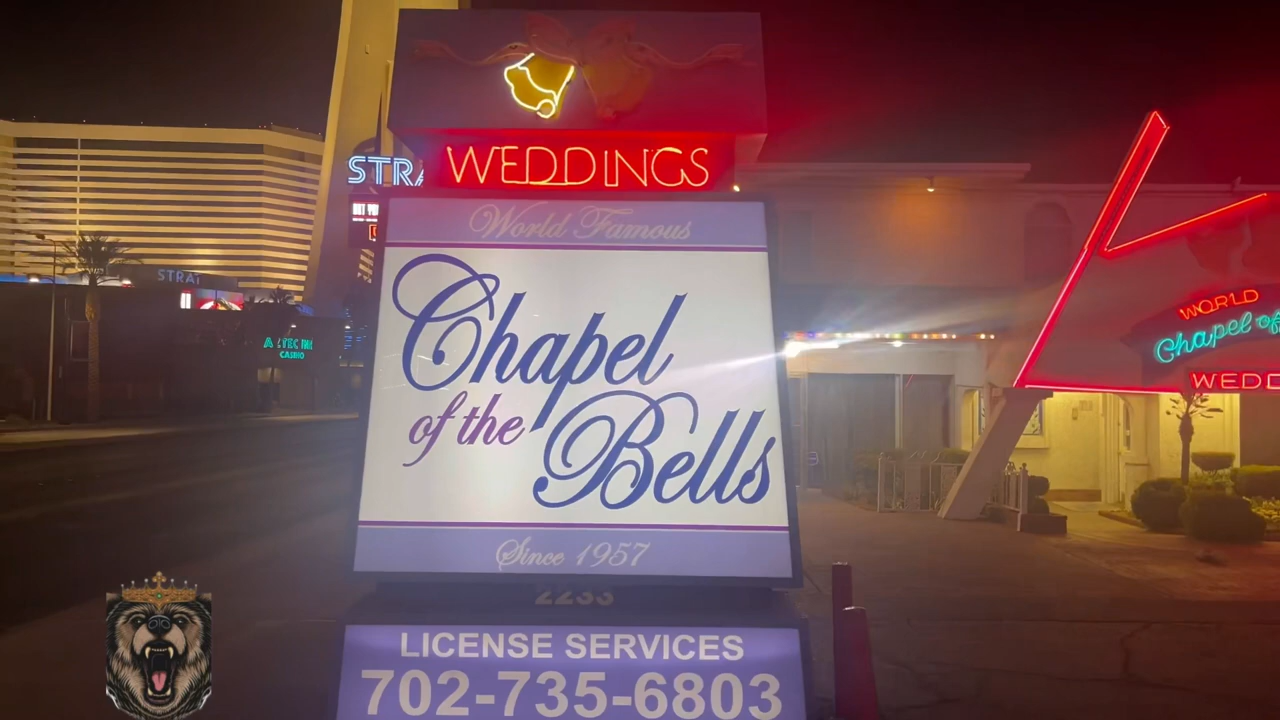 WEDDINGS
World Famous
Chapel
of the
Bells
Since 1957
2233
LICENSE SERVICES
702-735-6803
STRA
STRAT
AZTEC INN
CASINO
WORLD
Chapel of
WEDD